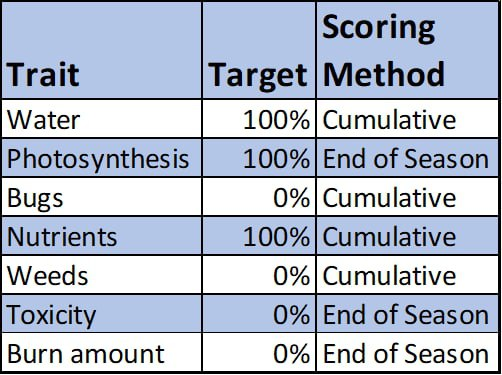 Trait Target Scoring Method
Water 100% Cumulative
Photosynthesis 100% End of Season
Bugs 0% Cumulative
Nutrients 100% Cumulative
Weeds 0% Cumulative
Toxicity 0% End of Season
Burn amount 0% End of Season